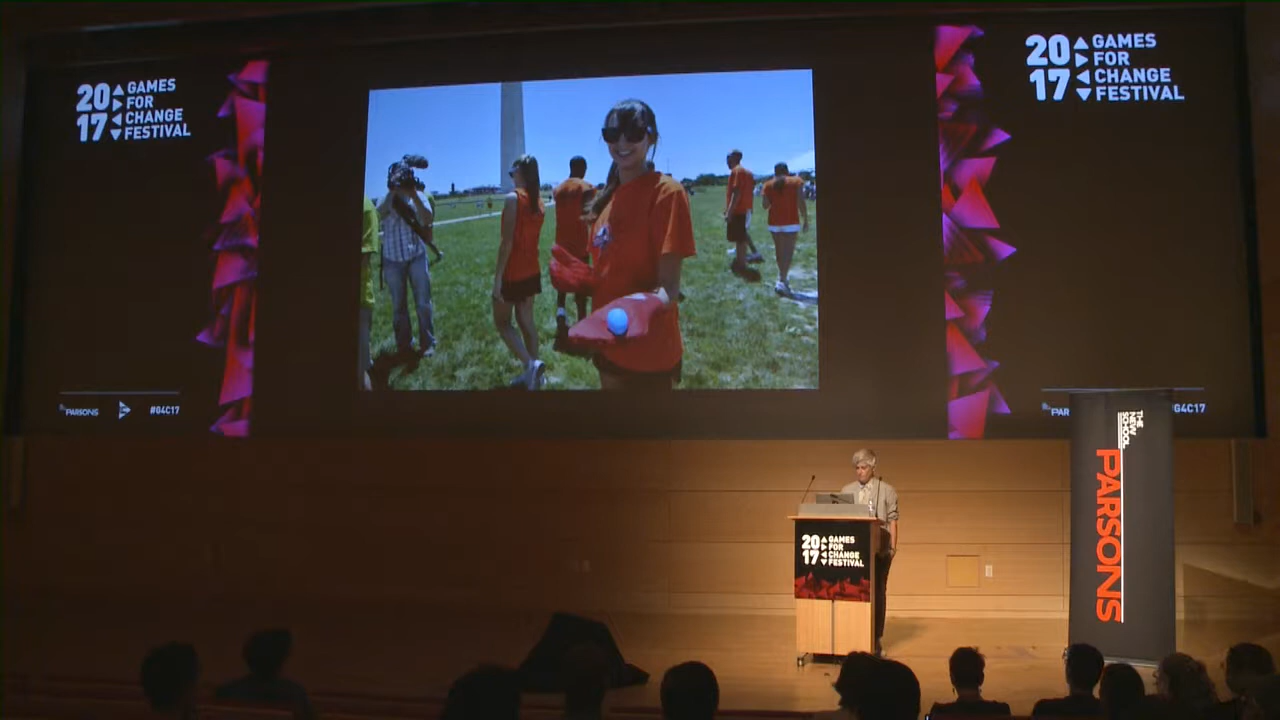 20 GAMES
FOR
17 CHANGE
FESTIVAL
PARSONS
#G4C17
20 GAMES
FOR
17 CHANGE
FESTIVAL
PAR
G4C17
THE
NEW
SCHOOL
PARSONS
20 GAMES
FOR
17 CHANGE
FESTIVAL